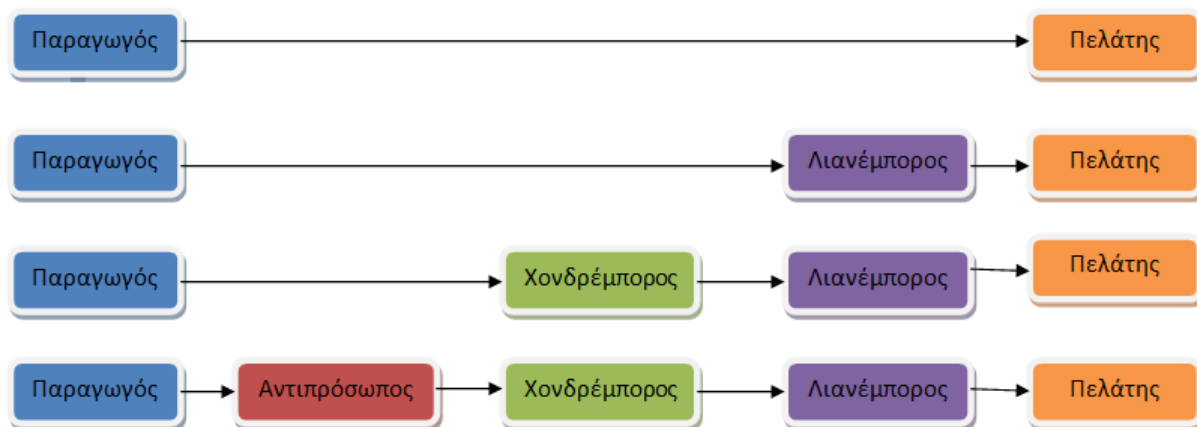 Παραγωγός Πελάτης
Παραγωγός Λιανέμπορος Πελάτης
Παραγωγός Χονδρέμπορος Λιανέμπορος Πελάτης
Παραγωγός Αντιπρόσωπος Χονδρέμπορος Λιανέμπορος Πελάτης